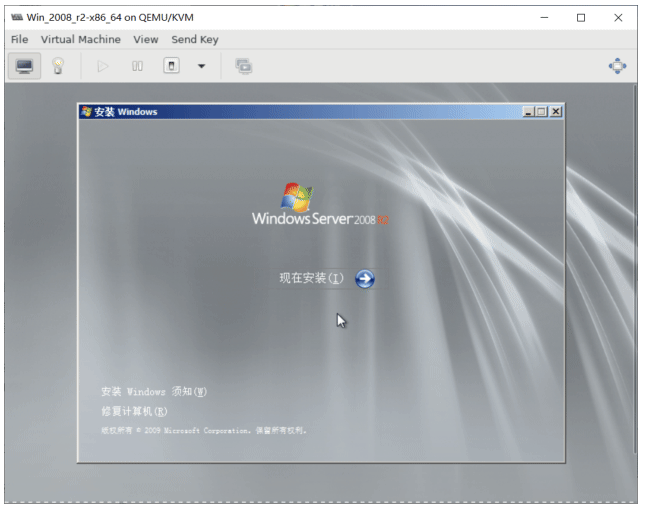 Win_2008_r2-x86_64 on QEMU/KVM
File Virtual Machine View Send Key
安装 Windows
Windows Server 2008 R2
现在安装(I)
安装 Windows 须知(W)
修复计算机(R)
版权所有 © 2009 Microsoft Corporation。保留所有权利。